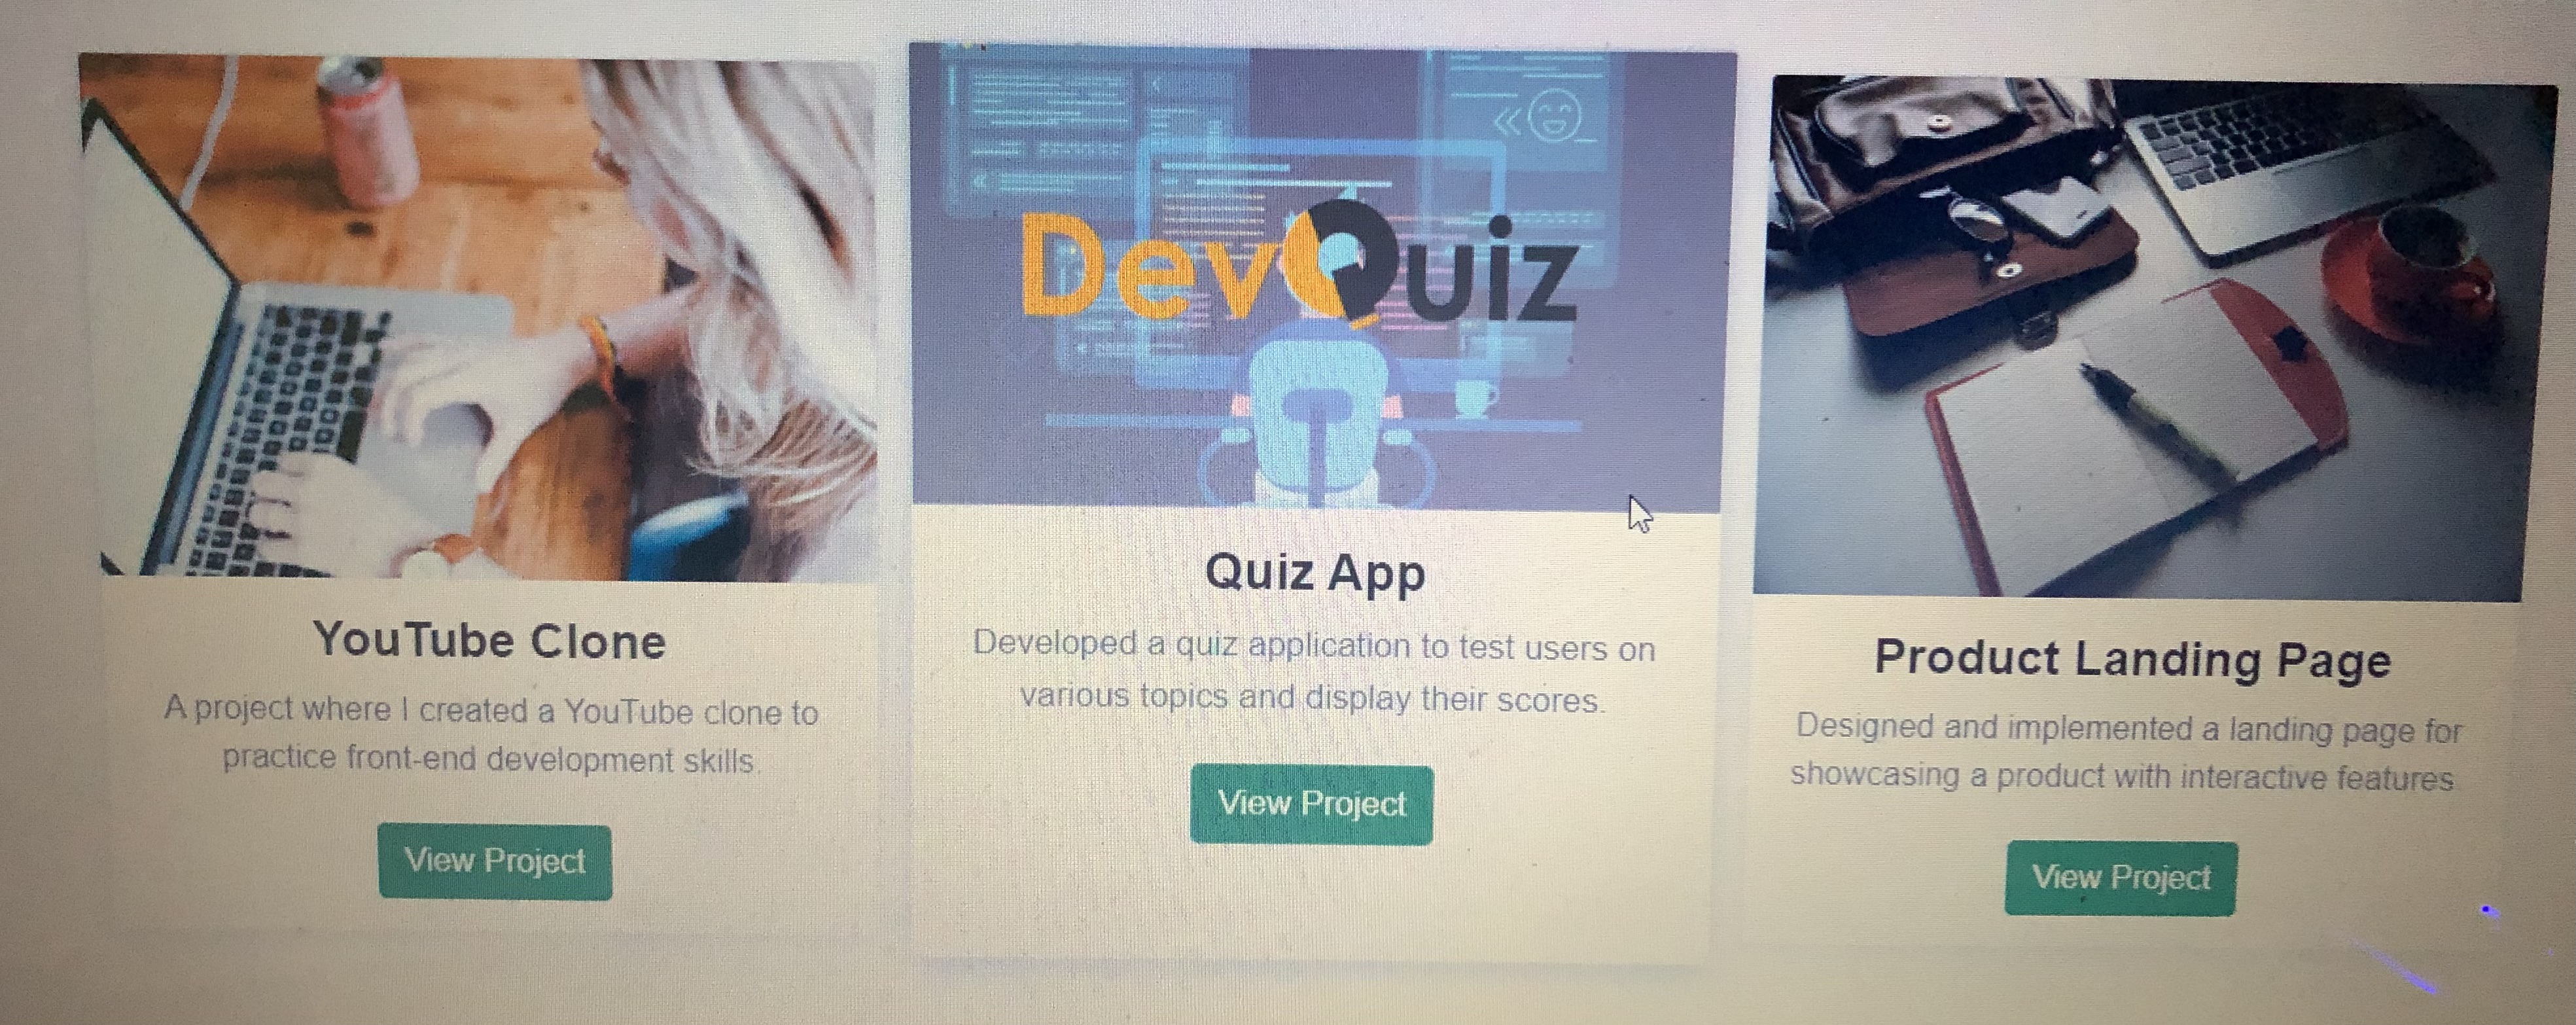 DevQuiz
YouTube Clone
A project where I created a YouTube clone to
practice front-end development skills.
View Project
Quiz App
Developed a quiz application to test users on
various topics and display their scores.
View Project
Product Landing Page
Designed and implemented a landing page for
showcasing a product with interactive features.
View Project